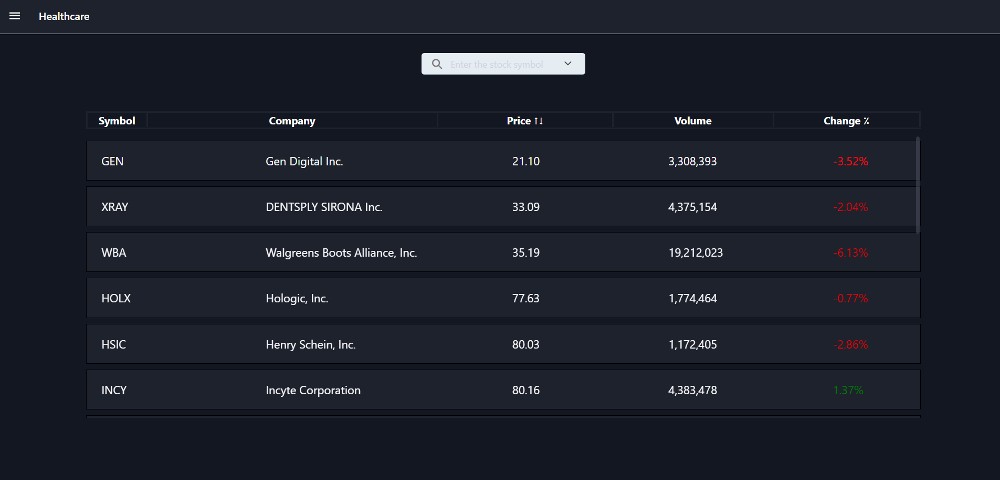 Healthcare
Enter the stock symbol
Symbol Company Price ↑↓ Volume Change %
GEN Gen Digital Inc. 21.10 3,308,393 -3.52%
XRAY DENTSPLY SIRONA Inc. 33.09 4,375,154 -2.04%
WBA Walgreens Boots Alliance, Inc. 35.19 19,212,023 -6.13%
HOLX Hologic, Inc. 77.63 1,774,464 -0.77%
HSIC Henry Schein, Inc. 80.03 1,172,405 -2.86%
INCY Incyte Corporation 80.16 4,383,478 1.37%